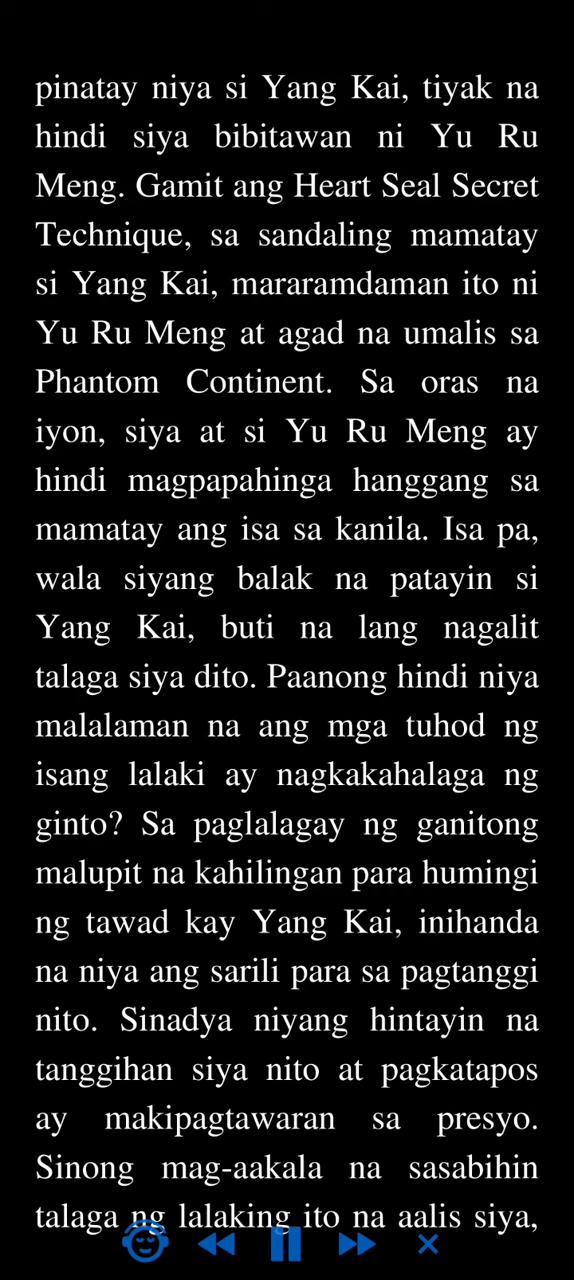 pinatay niya si Yang Kai, tiyak na
hindi siya bibitawan ni Yu Ru
Meng. Gamit ang Heart Seal Secret
Technique, sa sandaling mamatay
si Yang Kai, mararamdaman ito ni
Yu Ru Meng at agad na umalis sa
Phantom Continent. Sa oras na
iyon, siya at si Yu Ru Meng ay
hindi magpapahinga hanggang sa
mamatay ang isa sa kanila. Isa pa,
wala siyang balak na patayin si
Yang Kai, buti na lang nagalit
talaga siya dito. Paanong hindi niya
malalaman na ang mga tuhod ng
isang lalaki ay nagkakahalaga ng
ginto? Sa paglalagay ng ganitong
malupit na kahilingan para humingi
ng tawad kay Yang Kai, inihanda
na niya ang sarili para sa pagtanggi
nito. Sinadya niyang hintayin na
tanggihan siya nito at pagkatapos
ay makipagtawaran sa presyo.
Sinong mag-aakala na sasabihin
talaga ng lalaking ito na aalis siya,